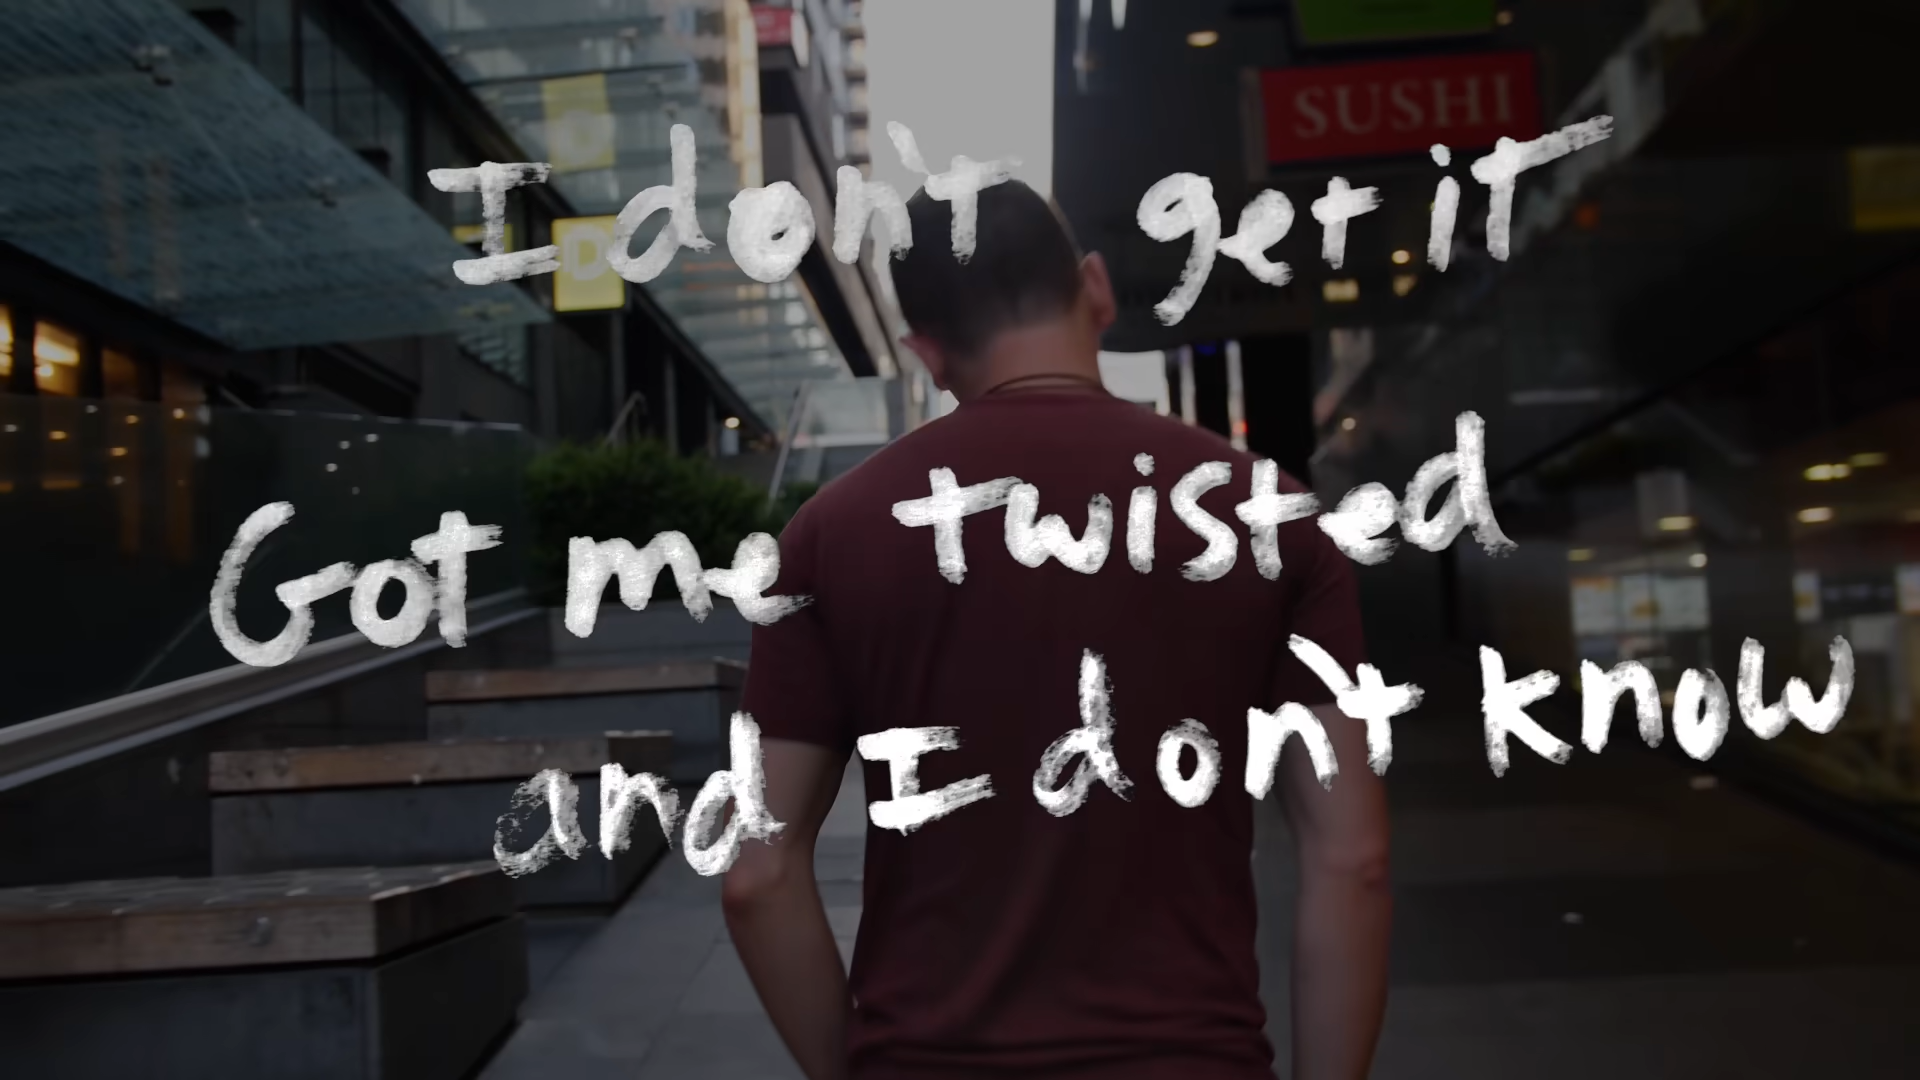 SUSHI
I don't get it
D
Got me twisted
and I don't know